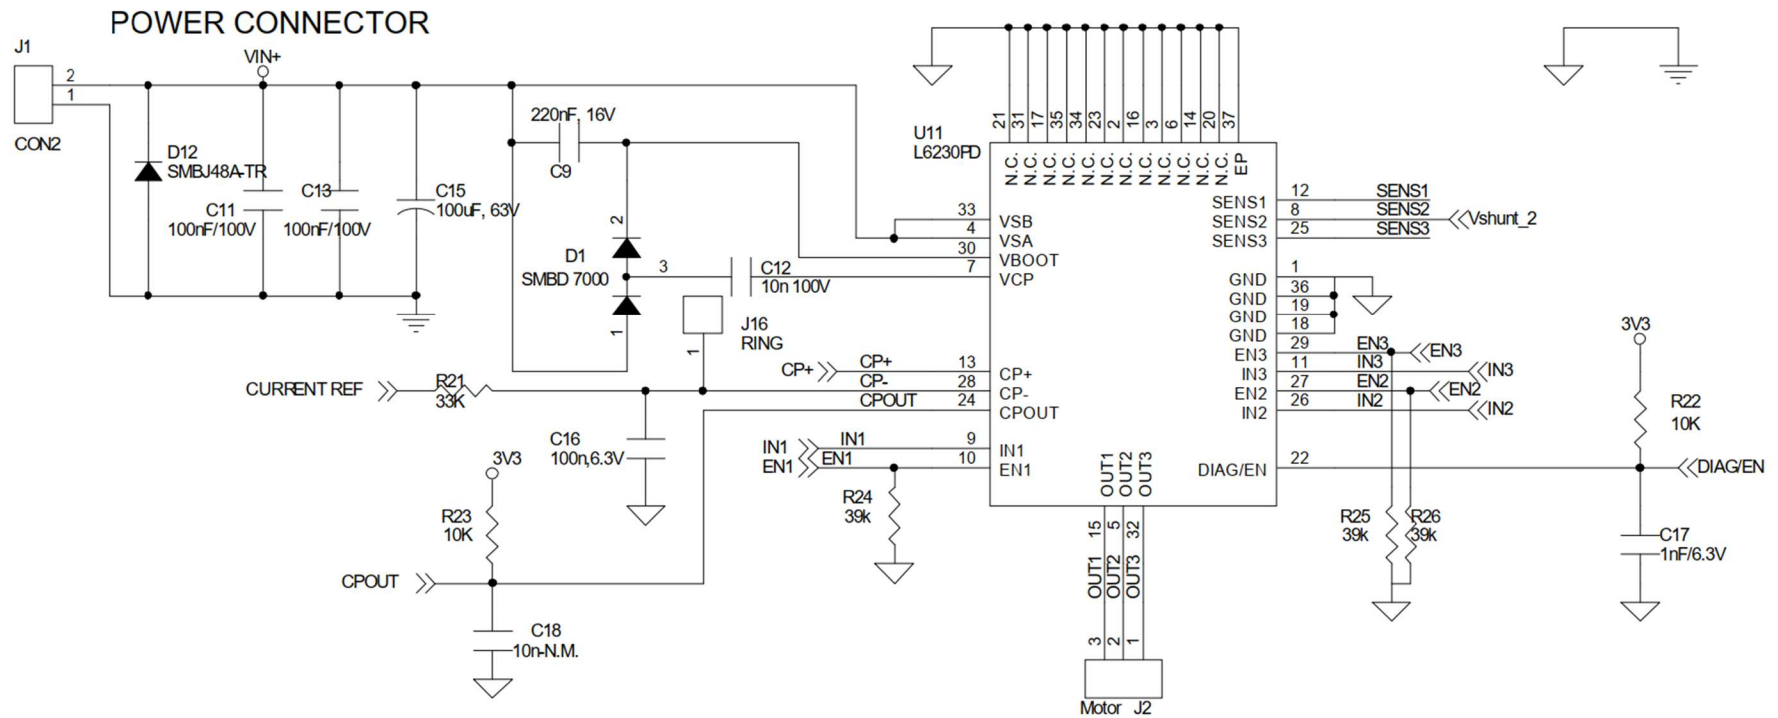 POWER CONNECTOR
J1
2
1
CON2
VIN+
D12
SMBJ48A-TR
C11
100nF/100V
C13
100nF/100V
C15
100uF, 63V
220nF, 16V
C9
2
D1
SMBD 7000
3
1
C12
10n 100V
J16
RING
1
CURRENT REF
R21
33K
C16
100n,6.3V
3V3
R23
10K
CPOUT
C18
10n-N.M.
CP+
CP+
CP-
CPOUT
IN1
IN1
EN1
EN1
R24
39k
U11
L6230PD
21
31
17
35
34
23
2
16
3
6
14
20
37
N.C.
N.C.
N.C.
N.C.
N.C.
N.C.
N.C.
N.C.
N.C.
N.C.
N.C.
N.C.
EP
33
VSB
4
VSA
30
VBOOT
7
VCP
13
CP+
28
CP-
24
CPOUT
9
IN1
10
EN1
SENS1
12
SENS1
SENS2
8
SENS2
Vshunt_2
SENS3
25
SENS3
GND
1
GND
36
GND
19
GND
18
EN3
29
EN3
EN3
IN3
11
IN3
IN3
EN2
27
EN2
EN2
IN2
26
IN2
IN2
DIAG/EN
22
DIAG/EN
OUT1
OUT2
OUT3
15
5
32
OUT1
OUT2
OUT3
3
2
1
Motor J2
R25
39k
R26
39k
3V3
R22
10K
C17
1nF/6.3V